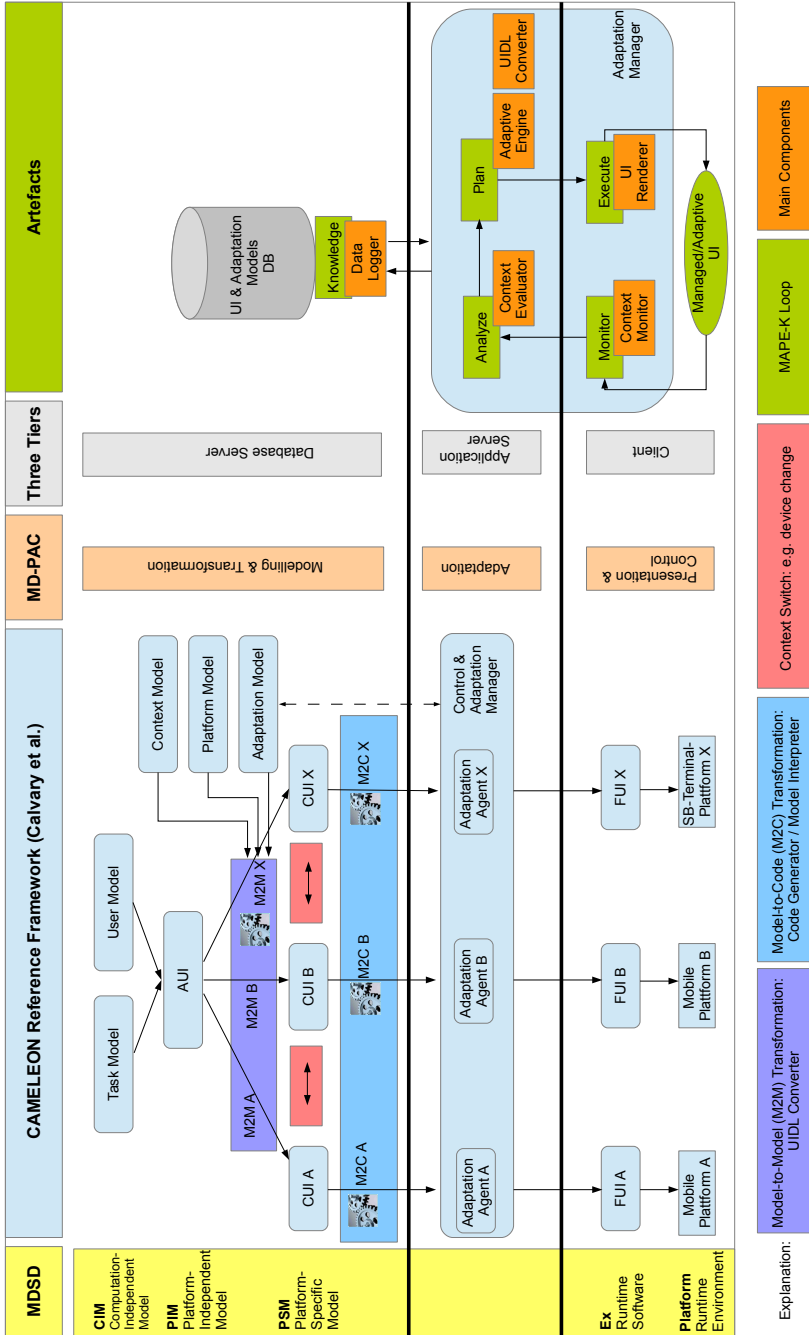 MDSD
CAMELEON Reference Framework (Calvary et al.)
MD-PAC
Three Tiers
Artefacts
CIM
Computation-
Independent
Model
PIM
Platform-
Independent
Model
PSM
Platform-
Specific
Model
Ex
Runtime
Software
Platform
Runtime
Environment
Task Model
User Model
AUI
Context Model
Platform Model
Adaptation Model
M2M A
M2M B
M2M X
CUI A
CUI B
CUI X
M2C A
M2C B
M2C X
Adaptation
Agent A
Adaptation
Agent B
Adaptation
Agent X
Control &
Adaptation
Manager
FUI A
FUI B
FUI X
Mobile
Plattform A
Mobile
Plattform B
SB-Terminal-
Plattform X
Modelling & Transformation
Adaptation
Presentation &
Control
Database Server
Application
Server
Client
UI & Adaptation
Models
DB
Knowledge
Data
Logger
Analyze
Context
Evaluator
Plan
Adaptive
Engine
UIDL
Converter
Monitor
Context
Monitor
Execute
UI
Renderer
Adaptation
Manager
Managed/Adaptive
UI
Explanation:
Model-to-Model (M2M) Transformation:
UIDL Converter
Model-to-Code (M2C) Transformation:
Code Generator / Model Interpreter
Context Switch: e.g. device change
MAPE-K Loop
Main Components